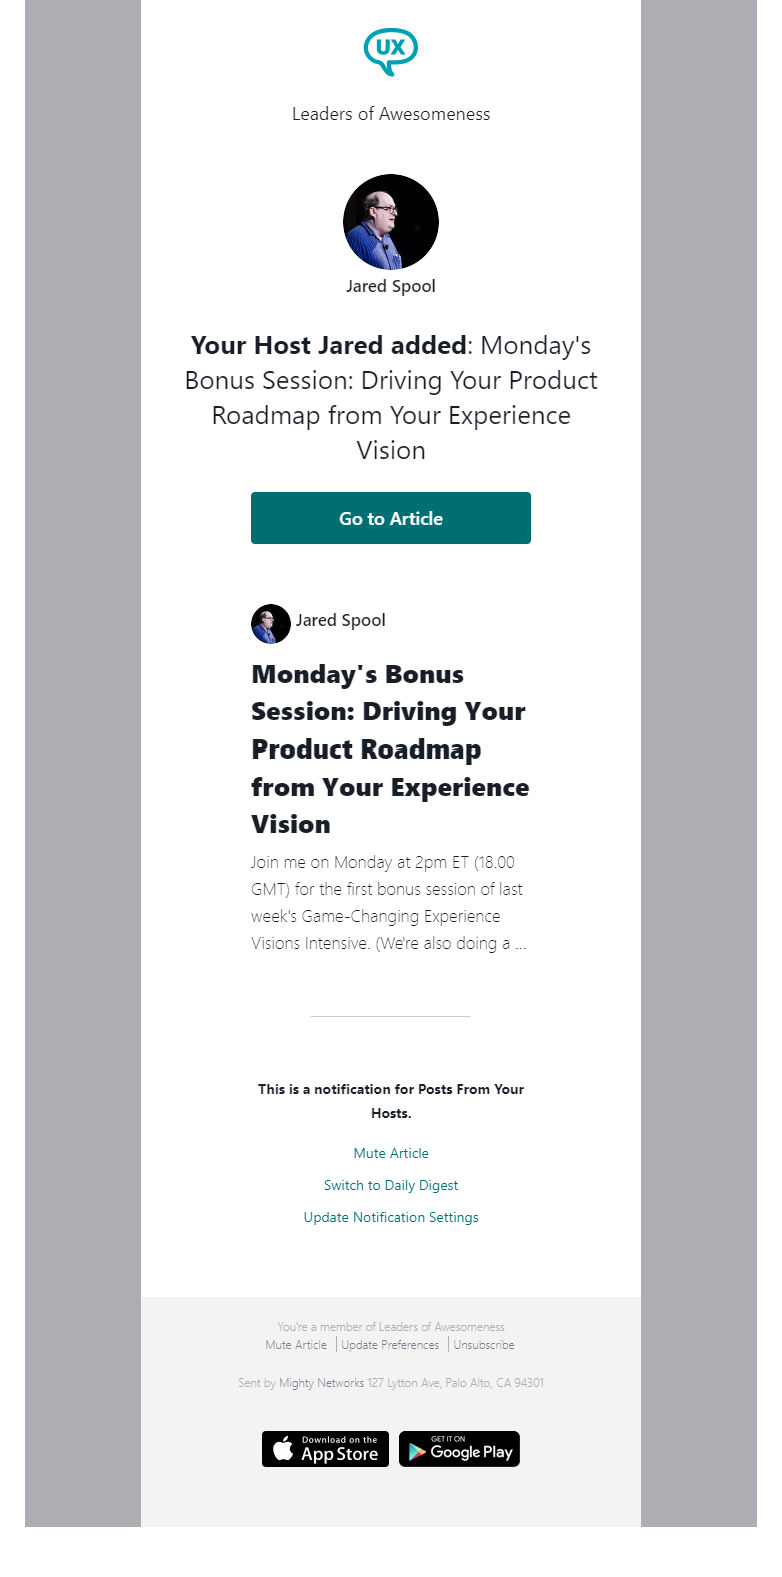 UX
Leaders of Awesomeness
Jared Spool
Your Host Jared added: Monday's
Bonus Session: Driving Your Product
Roadmap from Your Experience
Vision
Go to Article
Jared Spool
Monday's Bonus
Session: Driving Your
Product Roadmap
from Your Experience
Vision
Join me on Monday at 2pm ET (18.00
GMT) for the first bonus session of last
week's Game-Changing Experience
Visions Intensive. (We're also doing a ...
This is a notification for Posts From Your
Hosts.
Mute Article
Switch to Daily Digest
Update Notification Settings
You're a member of Leaders of Awesomeness
Mute Article | Update Preferences | Unsubscribe
Sent by Mighty Networks 127 Lytton Ave, Palo Alto, CA 94301
Download on the
App Store
GET IT ON
Google Play